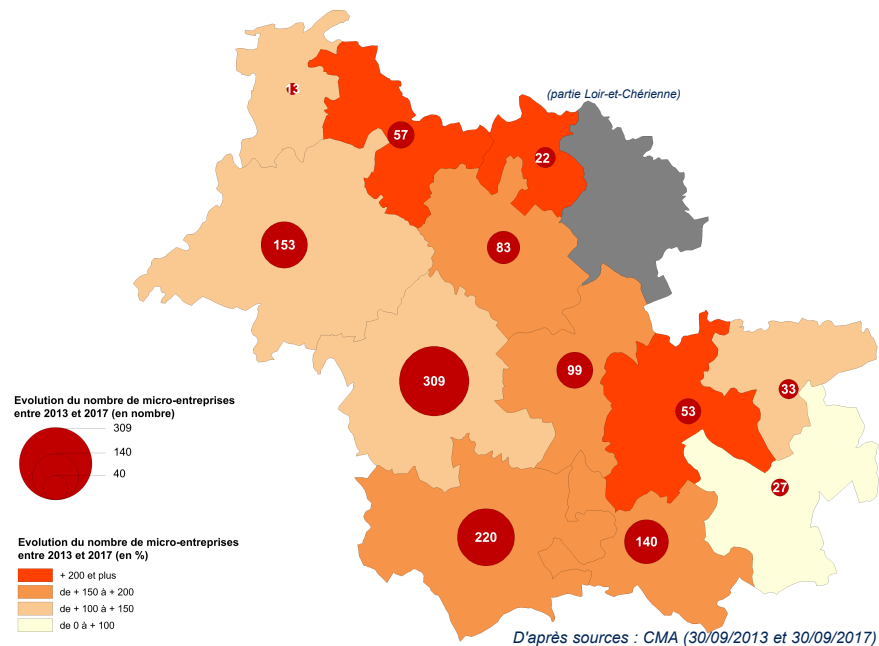 (partie Loir-et-Chérienne)
13
57
22
153
83
309
99
33
53
27
220
140
Evolution du nombre de micro-entreprises
entre 2013 et 2017 (en nombre)
309
140
40
Evolution du nombre de micro-entreprises
entre 2013 et 2017 (en %)
+ 200 et plus
de + 150 à + 200
de + 100 à + 150
de 0 à + 100
D'après sources : CMA (30/09/2013 et 30/09/2017)